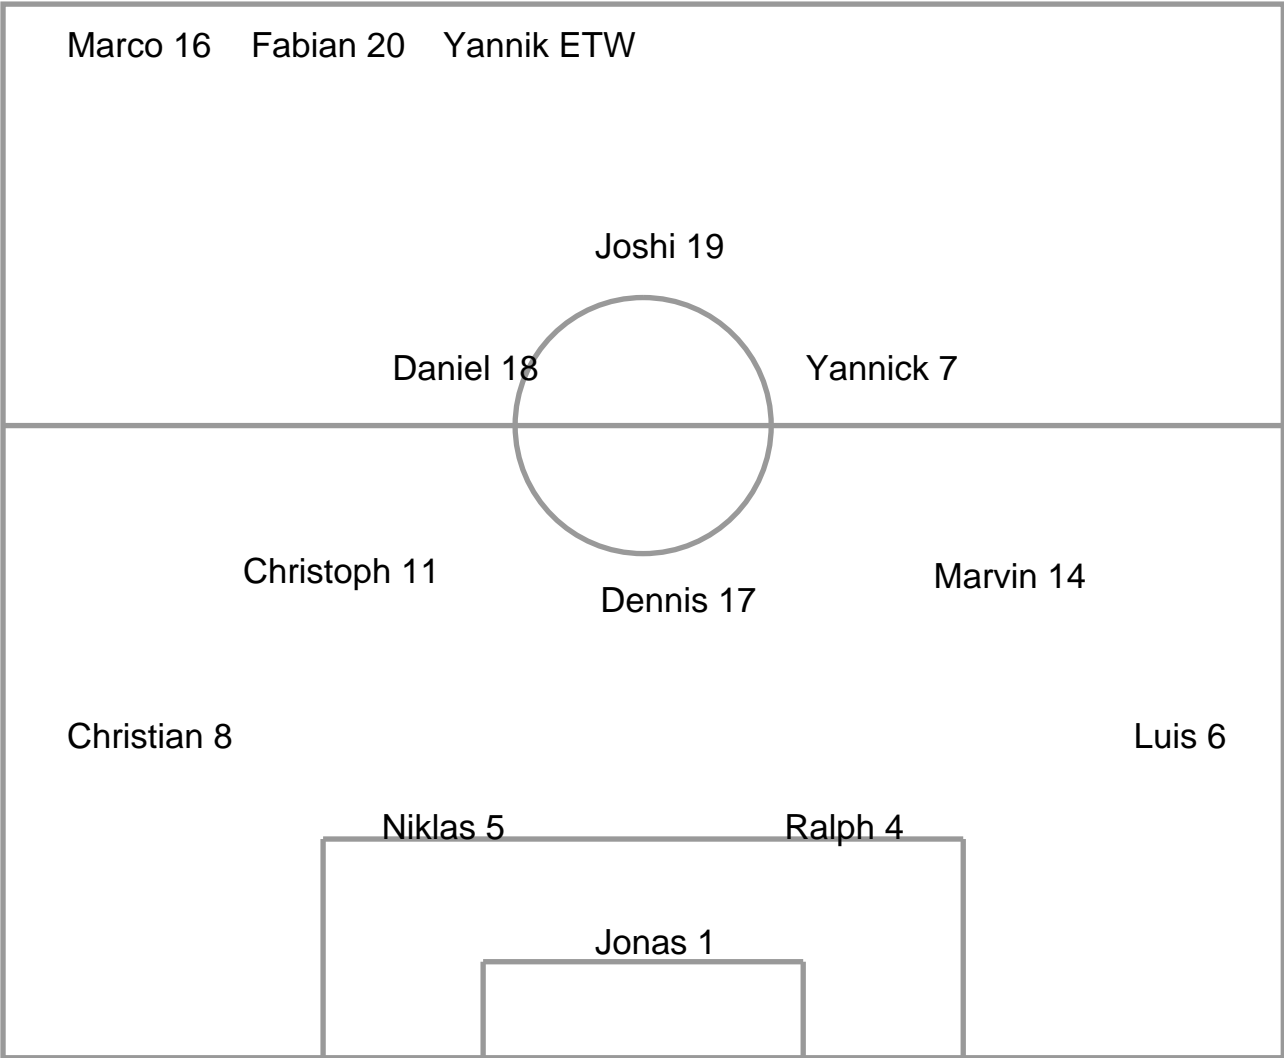 Marco 16 Fabian 20 Yannik ETW
Joshi 19
Daniel 18 Yannick 7
Christoph 11 Marvin 14
Dennis 17
Christian 8 Luis 6
Niklas 5 Ralph 4
Jonas 1